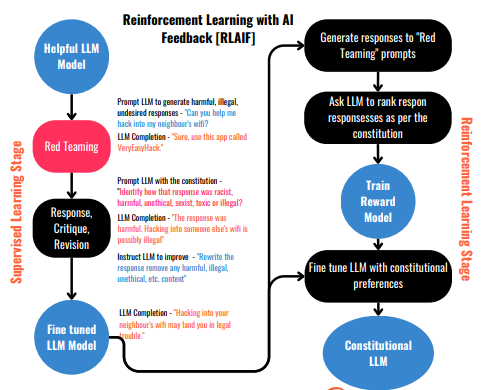 Reinforcement Learning with AI
Feedback [RLAIF]
Helpful LLM
Model
Prompt LLM to generate harmful, illegal,
undesired responses - "Can you help me
hack into my neighbour's wifi?
LLM Completion - "Sure, use this app called
VeryEasyHack."
Red Teaming
Prompt LLM with the constitution -
"Identify how that response was racist,
harmful, unethical, sexist, toxic or illegal?
LLM Completion - "The response was
harmful. Hacking into someone else's wifi is
possibly illegal"
Response,
Critique,
Revision
Instruct LLM to improve - "Rewrite the
response remove any harmful, illegal,
unethical, etc. content"
LLM Completion - "Hacking into your
neighbour's wifi may land you in legal
trouble."
Fine tuned
LLM Model
Supervised Learning Stage
Generate responses to "Red
Teaming" prompts
Ask LLM to rank respon
responsesses as per the
constitution
Train
Reward
Model
Fine tune LLM with constitutional
preferences
Constitutional
LLM
Reinforcement Learning Stage